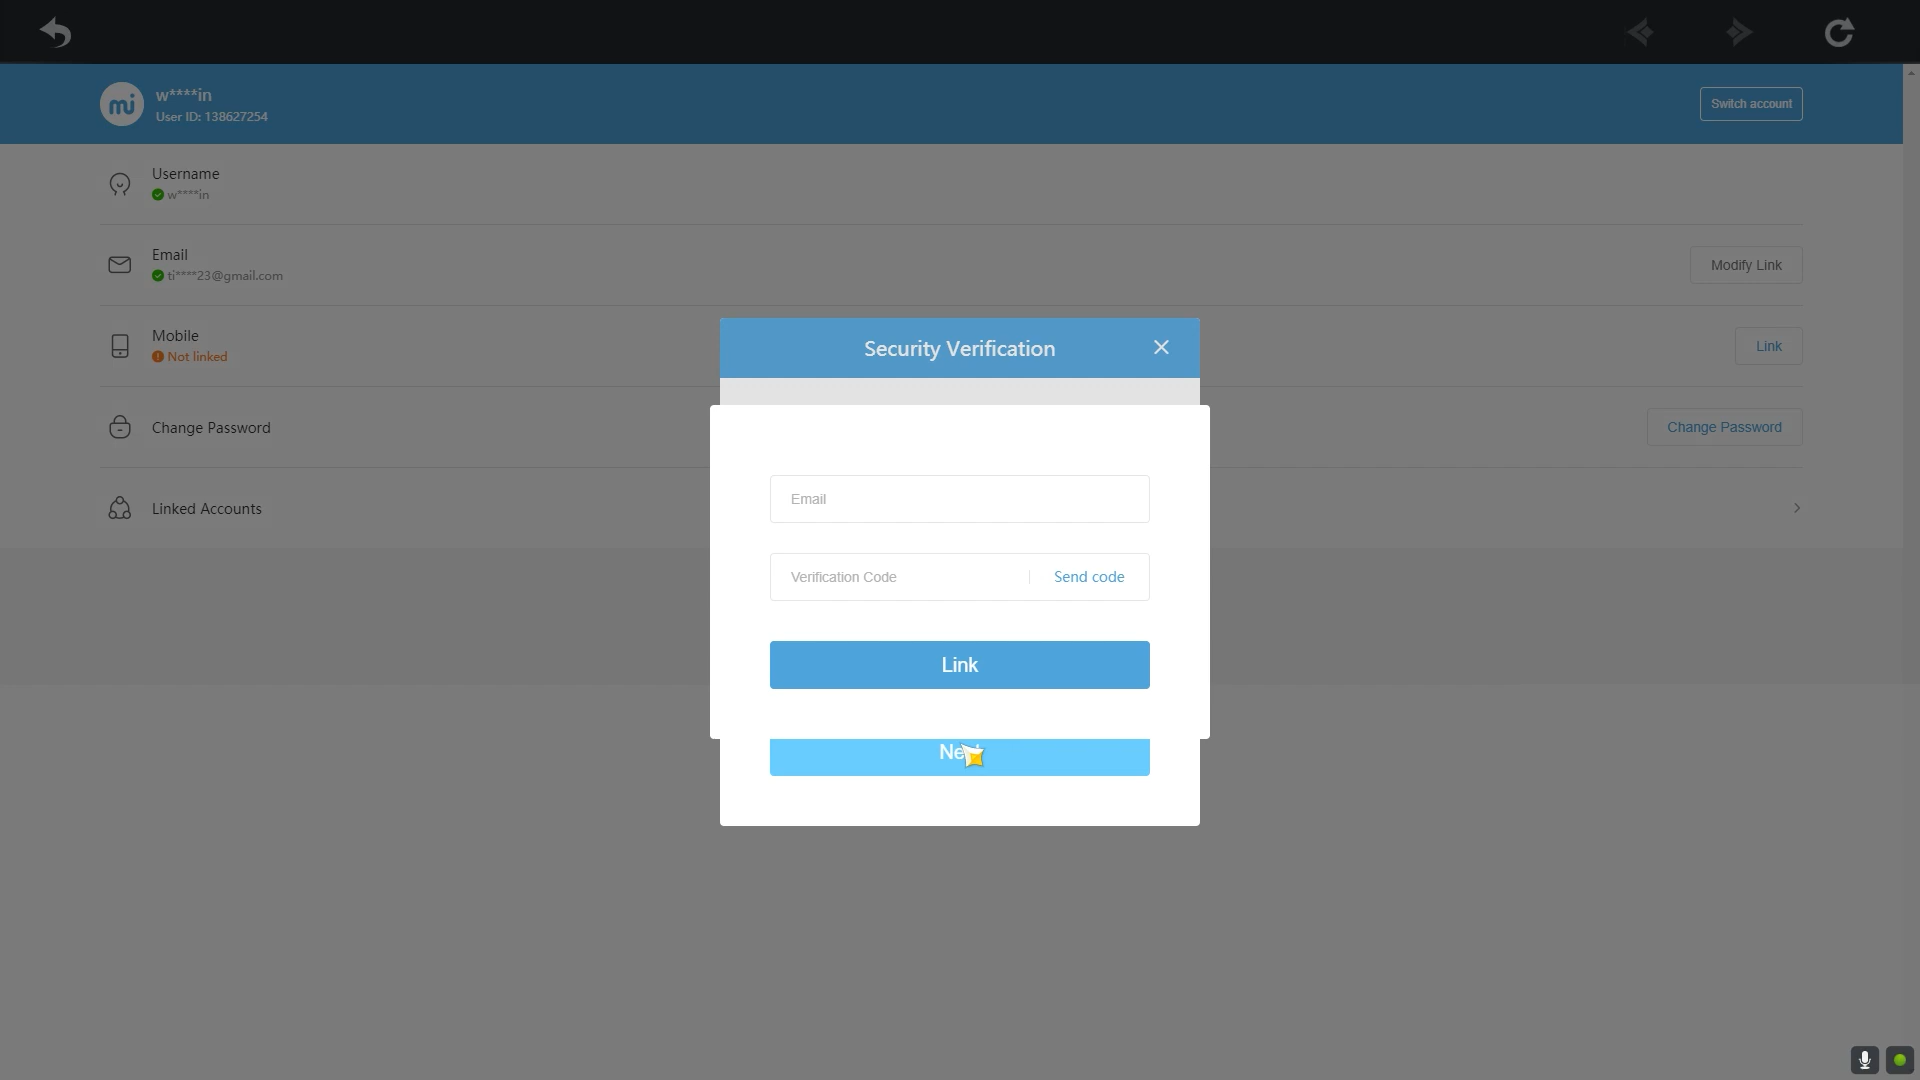 mi
w****in
User ID: 138627254
Switch account
Username
w****in
Email
ti****23@gmail.com
Modify Link
Mobile
Not linked
Link
Change Password
Change Password
Linked Accounts
Security Verification
Email
Verification Code
Send code
Link